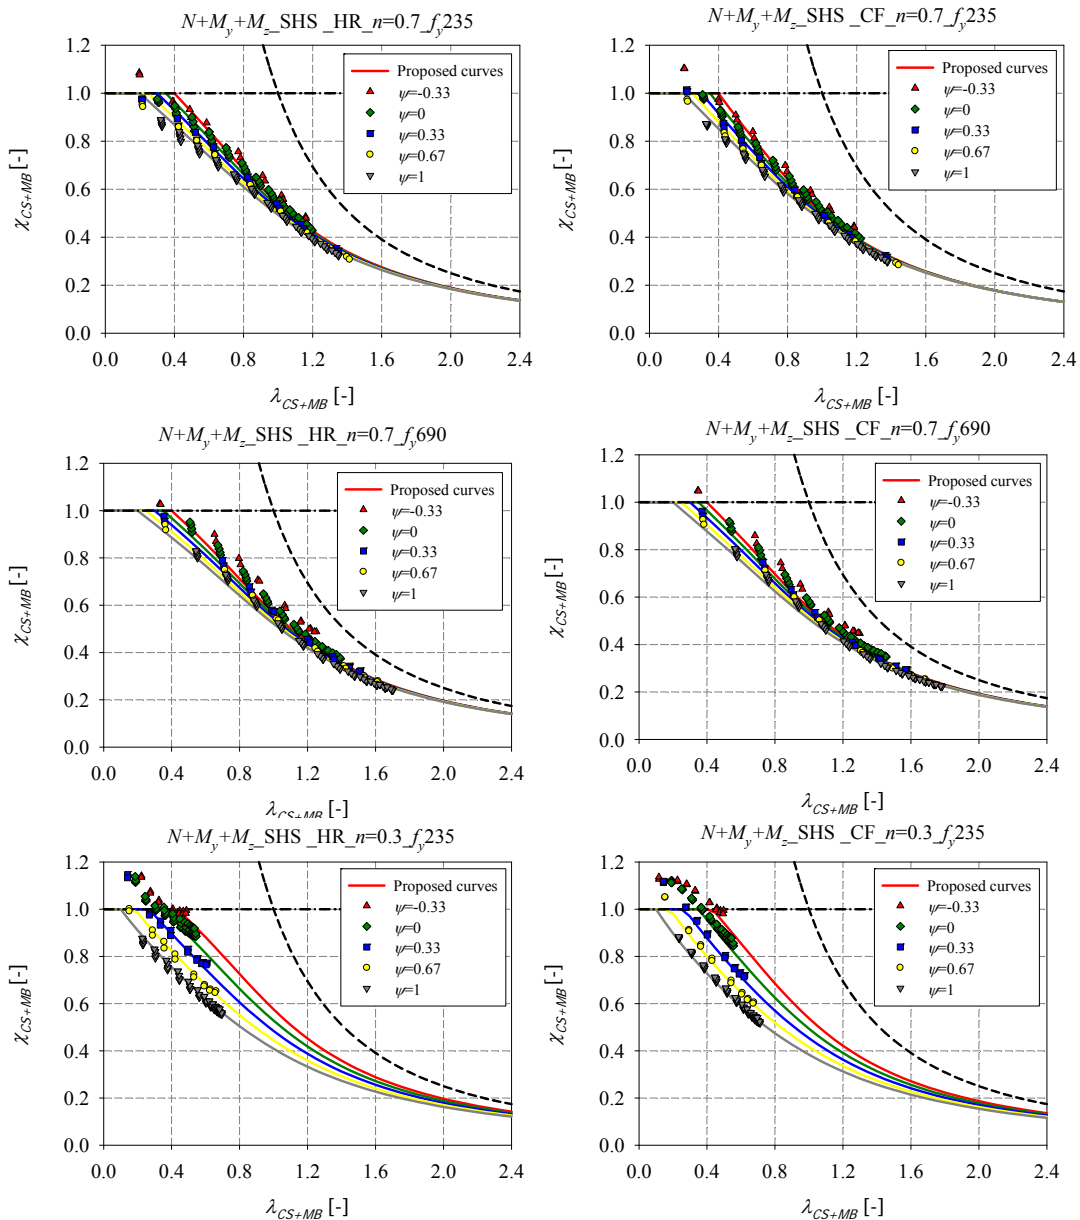 N+My+Mz_SHS _HR_n=0.7_fy235
1.2
1.0
0.8
0.6
0.4
0.2
0.0
χCS+MB [-]
Proposed curves
ψ=-0.33
ψ=0
ψ=0.33
ψ=0.67
ψ=1
0.0 0.4 0.8 1.2 1.6 2.0 2.4
λCS+MB [-]
N+My+Mz_SHS _CF_n=0.7_fy235
1.2
1.0
0.8
0.6
0.4
0.2
0.0
χCS+MB [-]
Proposed curves
ψ=-0.33
ψ=0
ψ=0.33
ψ=0.67
ψ=1
0.0 0.4 0.8 1.2 1.6 2.0 2.4
λCS+MB [-]
N+My+Mz_SHS _HR_n=0.7_fy690
1.2
1.0
0.8
0.6
0.4
0.2
0.0
χCS+MB [-]
Proposed curves
ψ=-0.33
ψ=0
ψ=0.33
ψ=0.67
ψ=1
0.0 0.4 0.8 1.2 1.6 2.0 2.4
λCS+MB [-]
N+My+Mz_SHS _CF_n=0.7_fy690
1.2
1.0
0.8
0.6
0.4
0.2
0.0
χCS+MB [-]
Proposed curves
ψ=-0.33
ψ=0
ψ=0.33
ψ=0.67
ψ=1
0.0 0.4 0.8 1.2 1.6 2.0 2.4
λCS+MB [-]
N+My+Mz_SHS _HR_n=0.3_fy235
1.2
1.0
0.8
0.6
0.4
0.2
0.0
χCS+MB [-]
Proposed curves
ψ=-0.33
ψ=0
ψ=0.33
ψ=0.67
ψ=1
0.0 0.4 0.8 1.2 1.6 2.0 2.4
λCS+MB [-]
N+My+Mz_SHS _CF_n=0.3_fy235
1.2
1.0
0.8
0.6
0.4
0.2
0.0
χCS+MB [-]
Proposed curves
ψ=-0.33
ψ=0
ψ=0.33
ψ=0.67
ψ=1
0.0 0.4 0.8 1.2 1.6 2.0 2.4
λCS+MB [-]